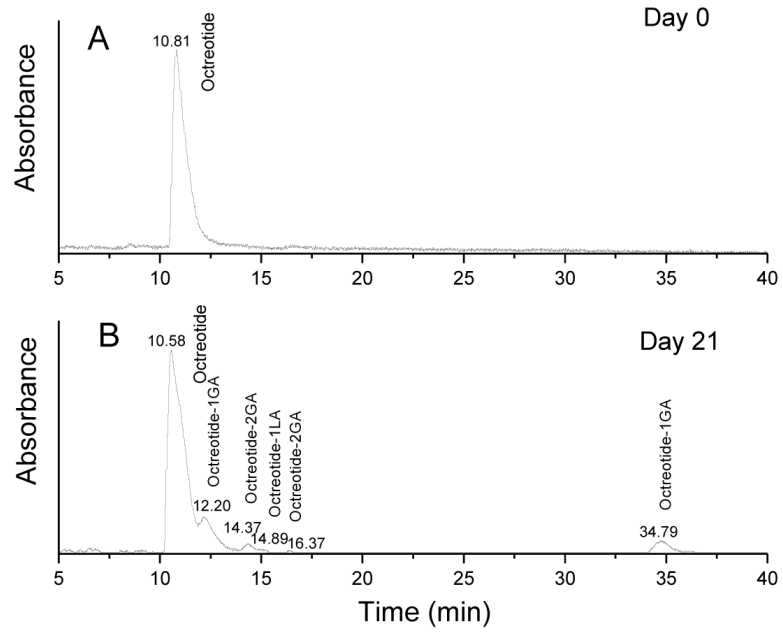 A
Day 0
10.81
Octreotide
Absorbance
5 10 15 20 25 30 35 40
B
Day 21
10.58
Octreotide
Octreotide-1GA
12.20
Octreotide-2GA
14.37
Octreotide-1LA
14.89
Octreotide-2GA
16.37
Octreotide-1GA
34.79
Absorbance
5 10 15 20 25 30 35 40
Time (min)